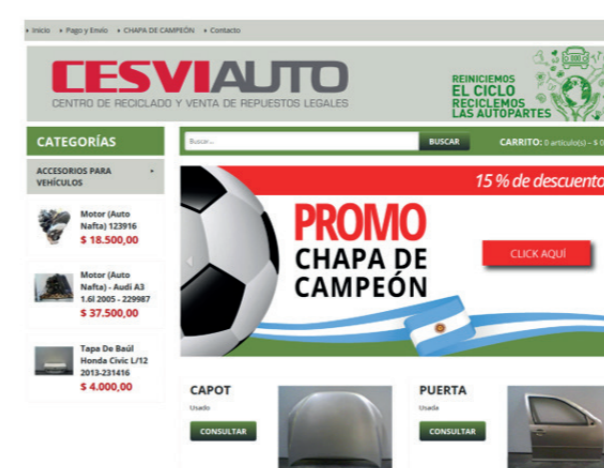 Inicio Pago y Envío CHAPA DE CAMPEÓN Contacto
CESVIAUTO
CENTRO DE RECICLADO Y VENTA DE REPUESTOS LEGALES
REINICIEMOS
EL CICLO
RECICLEMOS
LAS AUTOPARTES
CATEGORÍAS
Buscar...
BUSCAR
CARRITO: 0 artículo(s) – $ 0
ACCESORIOS PARA
VEHÍCULOS
Motor (Auto
Nafta) 123916
$ 18.500,00
Motor (Auto
Nafta) - Audi A3
1.6l 2005 - 229987
$ 37.500,00
Tapa De Baúl
Honda Civic L/12
2013-231416
$ 4.000,00
15 % de descuento
PROMO
CHAPA DE
CAMPEÓN
CLICK AQUÍ
CAPOT
Usado
CONSULTAR
PUERTA
Usada
CONSULTAR